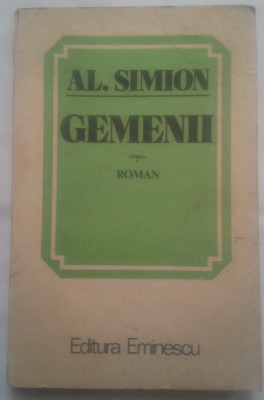 AL. SIMION
GEMENII
ROMAN
Editura Eminescu